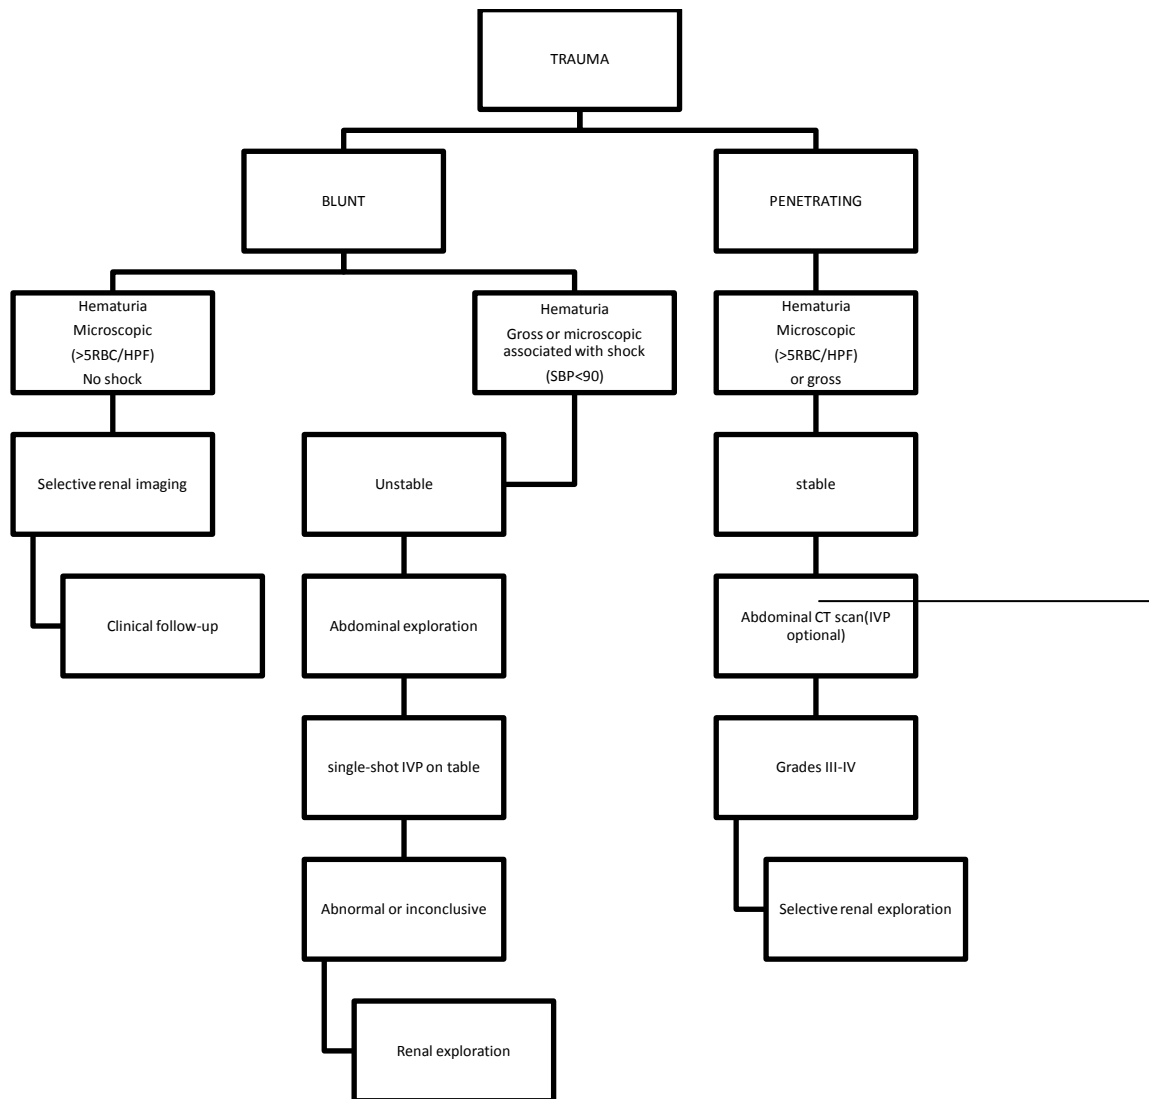 TRAUMA
BLUNT
PENETRATING
Hematuria
Microscopic
(>5RBC/HPF)
No shock
Hematuria
Gross or microscopic
associated with shock
(SBP<90)
Hematuria
Microscopic
(>5RBC/HPF)
or gross
Selective renal imaging
Unstable
stable
Clinical follow-up
Abdominal exploration
Abdominal CT scan(IVP
optional)
single-shot IVP on table
Grades III-IV
Abnormal or inconclusive
Selective renal exploration
Renal exploration